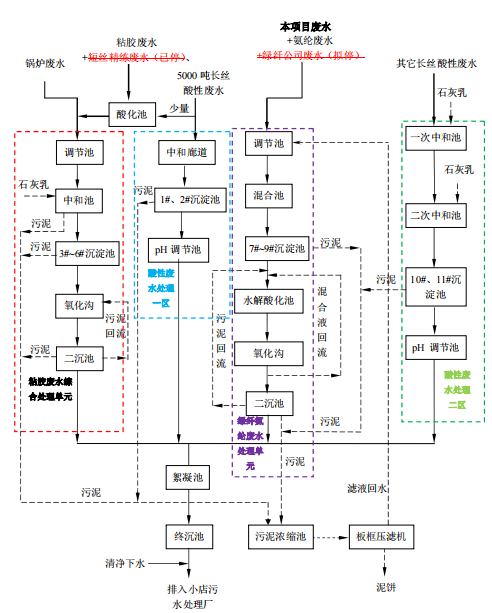 本项目废水
粘胶废水
+氨纶废水
+短丝精练废水（已停）、
+绿纤公司废水（拟停）
锅炉废水
5000 吨长丝
酸性废水
其它长丝酸性废水
石灰乳
酸化池
少量
调节池
中和廊道
调节池
一次中和池
石灰乳
石灰乳
中和池
污泥
1#、2#沉淀池
混合池
二次中和池
污泥
污泥
3#~6#沉淀池
pH 调节池
7#~9#沉淀池
污泥
酸性废
水处理
一区
污泥
10#、11#沉
淀池
氧化沟
污泥
回流
污泥
回流
水解酸化池
混合
液
回流
氧化沟
pH 调节池
污泥
二沉池
粘胶废水综
合处理单元
二沉池
酸性废
水处理
二区
绿纤氨
纶废水
处理单
元
污泥
污泥
絮凝池
污泥
滤液回水
终沉池
污泥浓缩池
板框压滤机
清净下水
排入小店污
水处理厂
泥饼